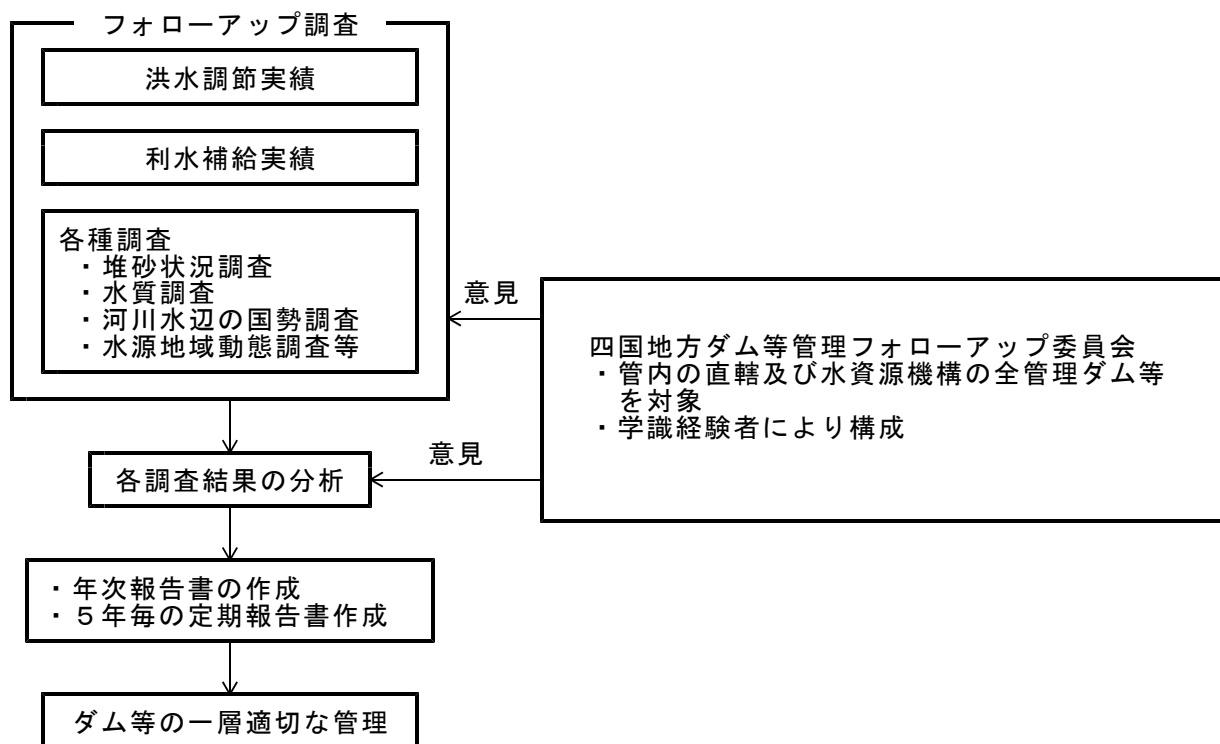 フォローアップ調査
洪水調節実績
利水補給実績
各種調査
・堆砂状況調査
・水質調査
・河川水辺の国勢調査
・水源地域動態調査等
意見
四国地方ダム等管理フォローアップ委員会
・管内の直轄及び水資源機構の全管理ダム等
を対象
・学識経験者により構成
意見
各調査結果の分析
・年次報告書の作成
・５年毎の定期報告書作成
ダム等の一層適切な管理